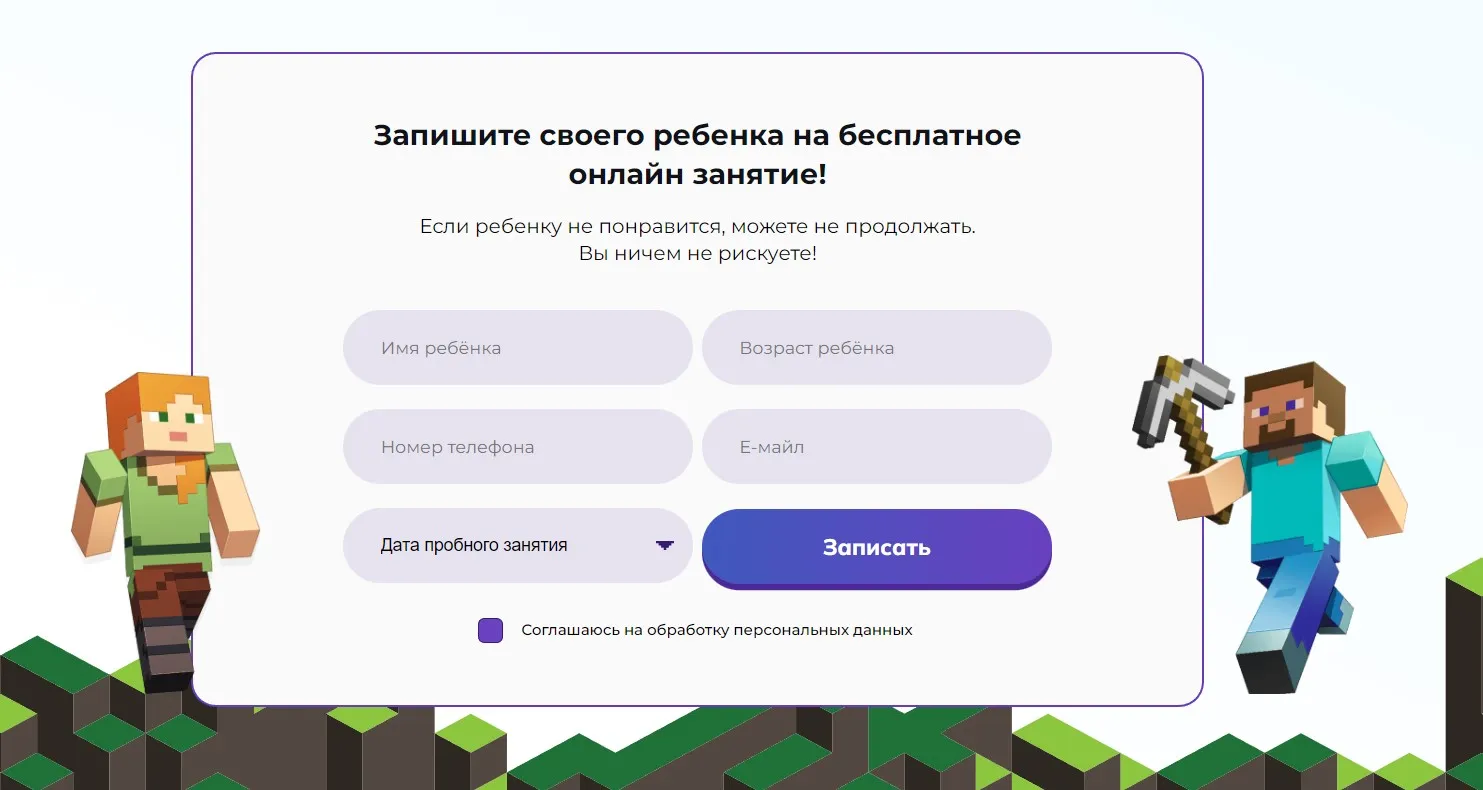 Запишите своего ребенка на бесплатное
онлайн занятие!
Если ребенку не понравится, можете не продолжать.
Вы ничем не рискуете!
Имя ребёнка
Возраст ребёнка
Номер телефона
Е-майл
Дата пробного занятия
Записать
Соглашаюсь на обработку персональных данных